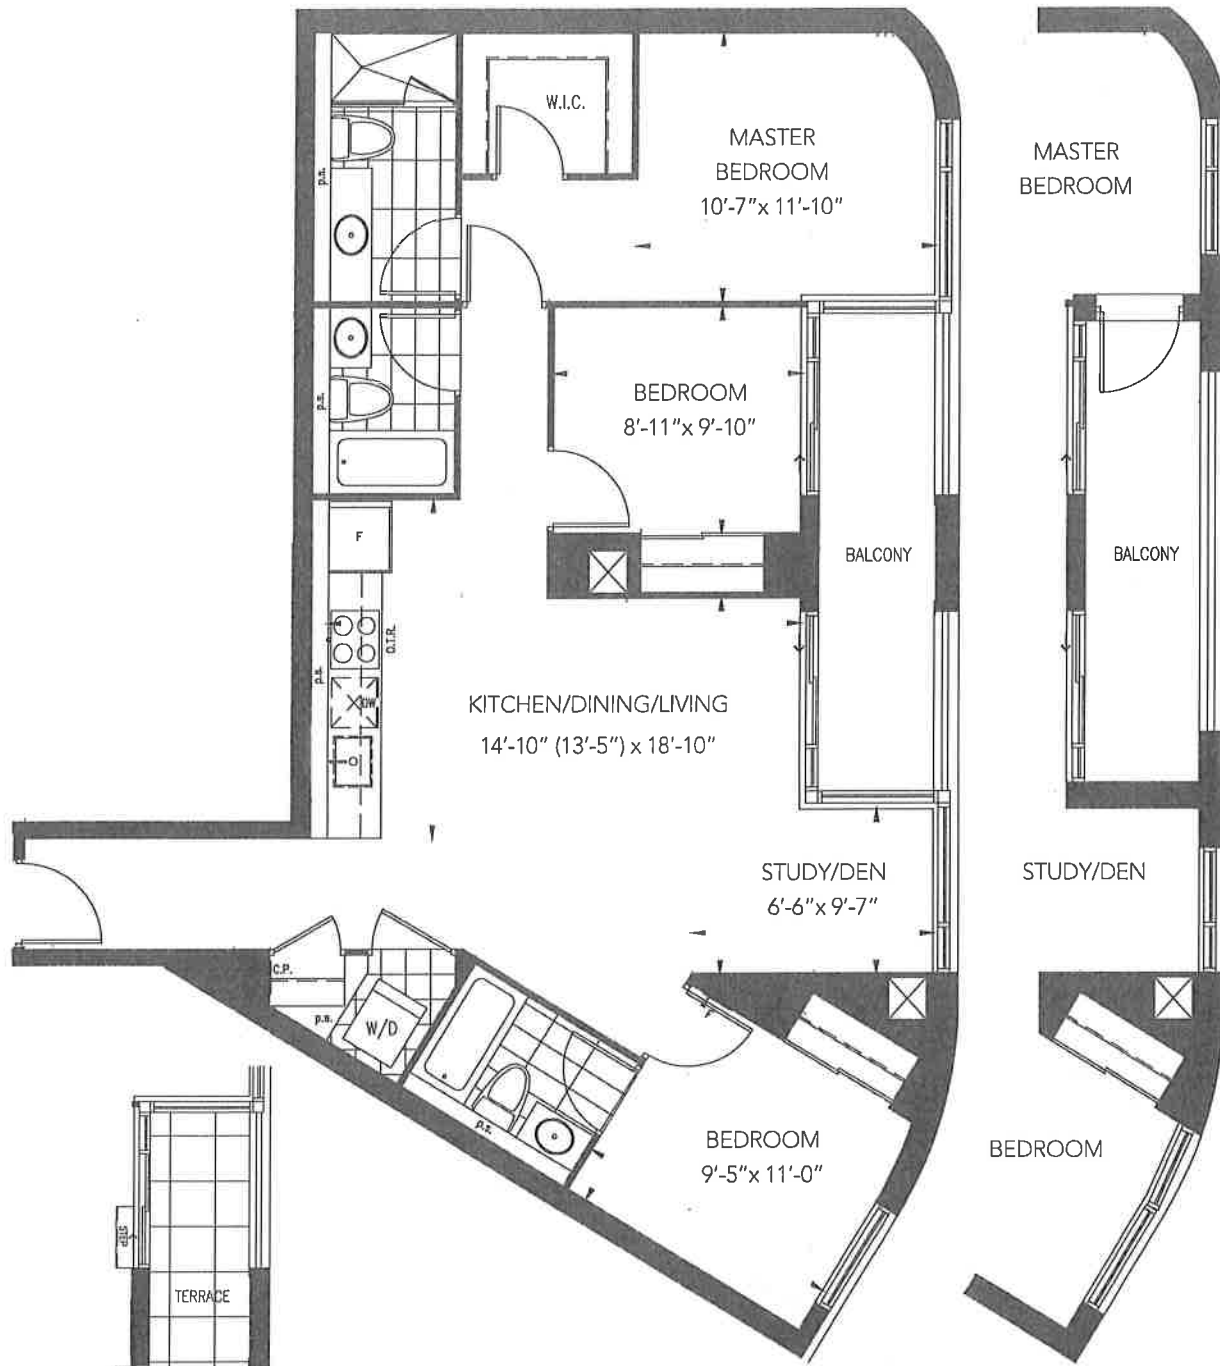 W.I.C.
MASTER
BEDROOM
10'-7" x 11'-10"
MASTER
BEDROOM
p.s.
BEDROOM
8'-11" x 9'-10"
p.s.
F
BALCONY
BALCONY
O.T.R.
p.s.
DW
KITCHEN/DINING/LIVING
14'-10" (13'-5") x 18'-10"
STUDY/DEN
6'-6" x 9'-7"
STUDY/DEN
C.P.
p.s.
W/D
p.s.
BEDROOM
9'-5" x 11'-0"
BEDROOM
STEP
TERRACE